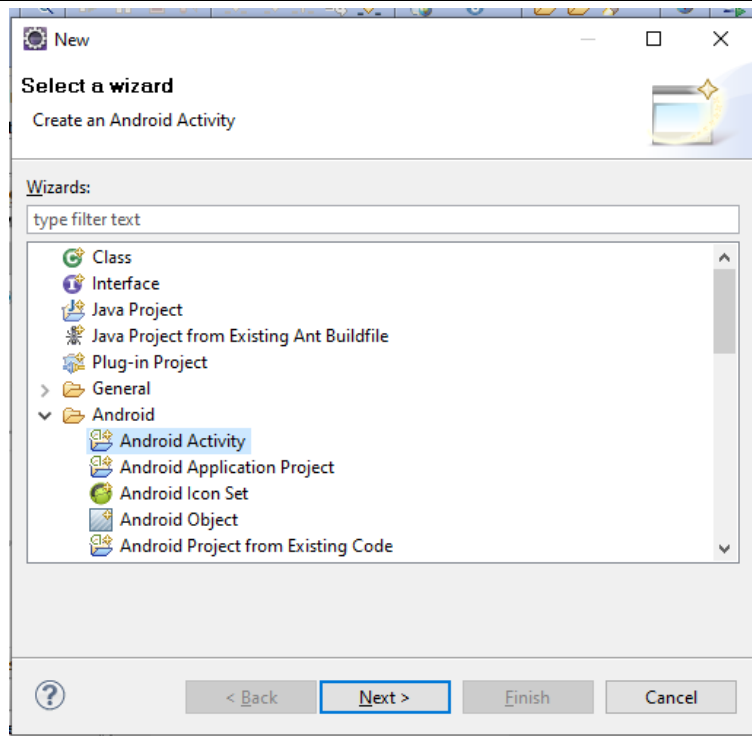 New
Select a wizard
Create an Android Activity
Wizards:
type filter text
Class
Interface
Java Project
Java Project from Existing Ant Buildfile
Plug-in Project
General
Android
Android Activity
Android Application Project
Android Icon Set
Android Object
Android Project from Existing Code
< Back Next > Finish Cancel